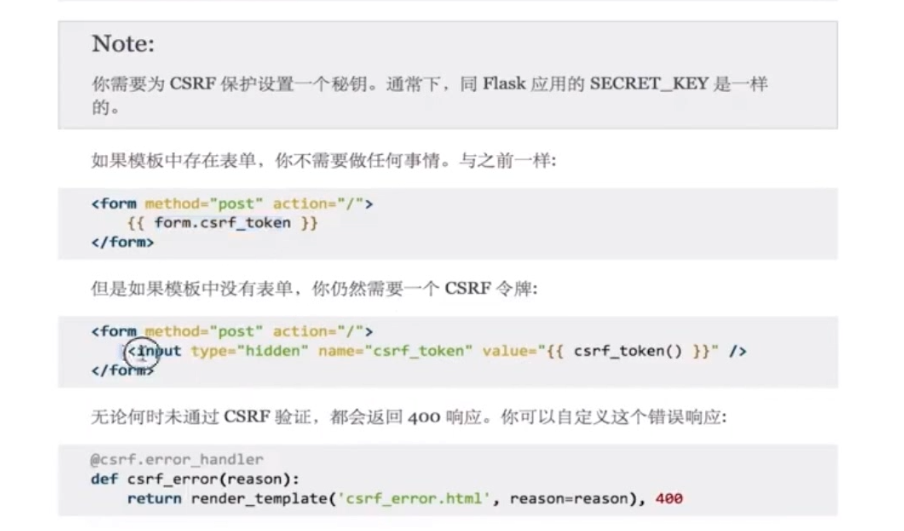 Note:
你需要为 CSRF 保护设置一个秘钥。通常下，同 Flask 应用的 SECRET_KEY 是一样
的。
如果模板中存在表单，你不需要做任何事情。与之前一样:
<form method="post" action="/">
{{ form.csrf_token }}
</form>
但是如果模板中没有表单，你仍然需要一个 CSRF 令牌:
<form method="post" action="/">
<input type="hidden" name="csrf_token" value="{{ csrf_token() }}" />
</form>
无论何时未通过 CSRF 验证，都会返回 400 响应。你可以自定义这个错误响应:
@csrf.error_handler
def csrf_error(reason):
return render_template('csrf_error.html', reason=reason), 400